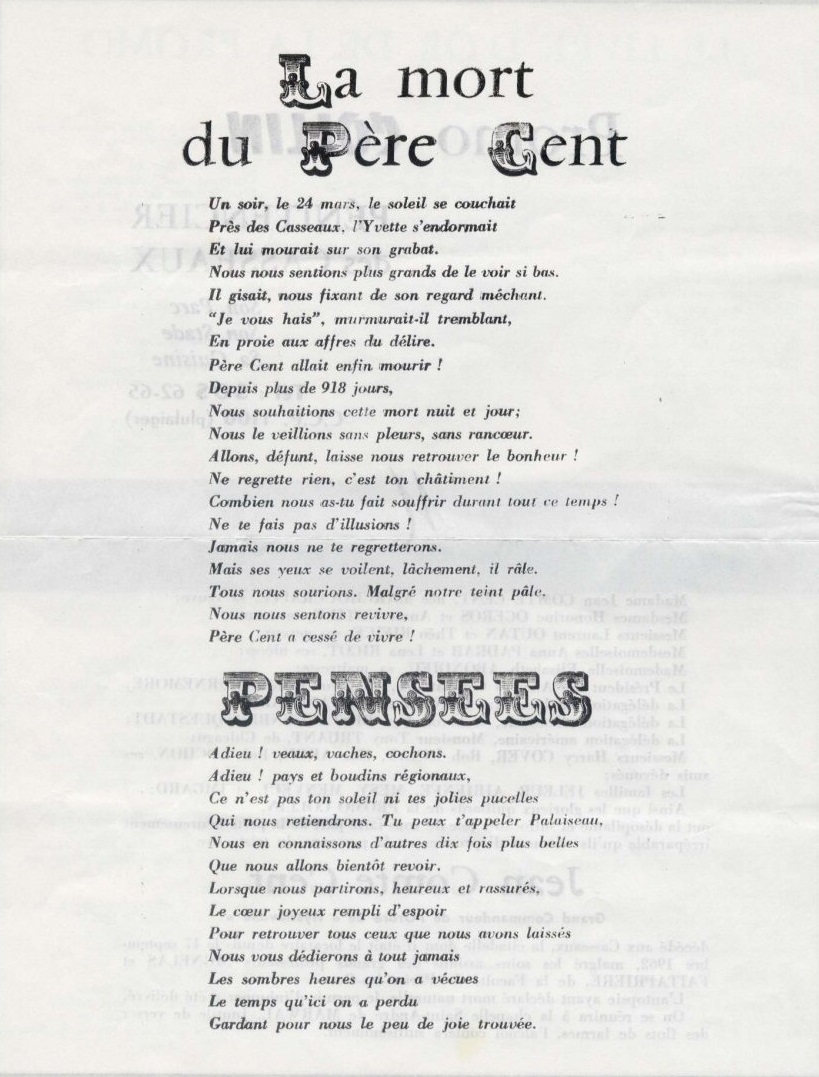 La mort
du Père Cent
Un soir, le 24 mars, le soleil se couchait
Près des Casseaux, l'Yvette s'endormait
Et lui mourait sur son grabat.
Nous nous sentions plus grands de le voir si bas.
Il gisait, nous fixant de son regard méchant.
"Je vous hais", murmurait-il tremblant,
En proie aux affres du délire.
Père Cent allait enfin mourir !
Depuis plus de 918 jours,
Nous souhaitions cette mort nuit et jour;
Nous le veillions sans pleurs, sans rancœur.
Allons, défunt, laisse nous retrouver le bonheur !
Ne regrette rien, c'est ton châtiment !
Combien nous as-tu fait souffrir durant tout ce temps !
Ne te fais pas d'illusions !
Jamais nous ne te regretterons.
Mais ses yeux se voilent, lâchement, il râle.
Tous nous sourions. Malgré notre teint pâle.
Nous nous sentons revivre,
Père Cent a cessé de vivre !
PENSEES
Adieu ! veaux, vaches, cochons.
Adieu ! pays et boudins régionaux,
Ce n'est pas ton soleil ni tes jolies pucelles
Qui nous retiendrons. Tu peux t'appeler Palaiseau,
Nous en connaissons d'autres dix fois plus belles
Que nous allons bientôt revoir.
Lorsque nous partirons, heureux et rassurés,
Le cœur joyeux rempli d'espoir
Pour retrouver tous ceux que nous avons laissés
Nous vous dédierons à tout jamais
Les sombres heures qu'on a vécues
Le temps qu'ici on a perdu
Gardant pour nous le peu de joie trouvée.